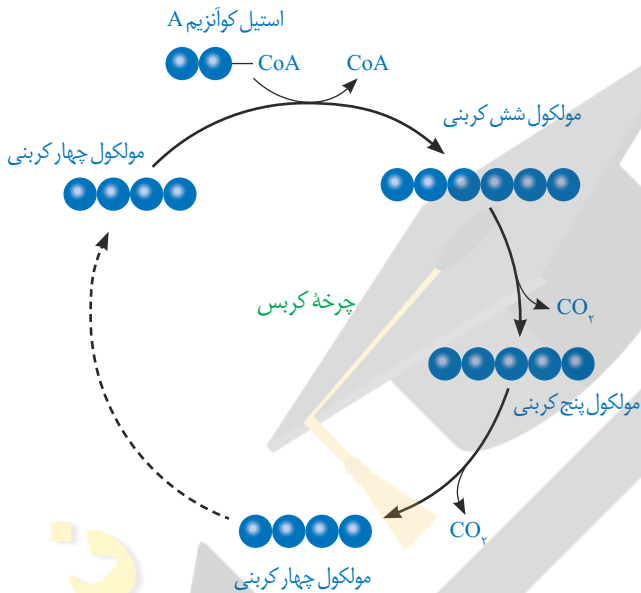 استیل کوآنزیم A
CoA
CoA
مولکول شش کربنی
مولکول چهار کربنی
چرخهٔ کربس
CO۲
مولکول پنج کربنی
CO۲
مولکول چهار کربنی